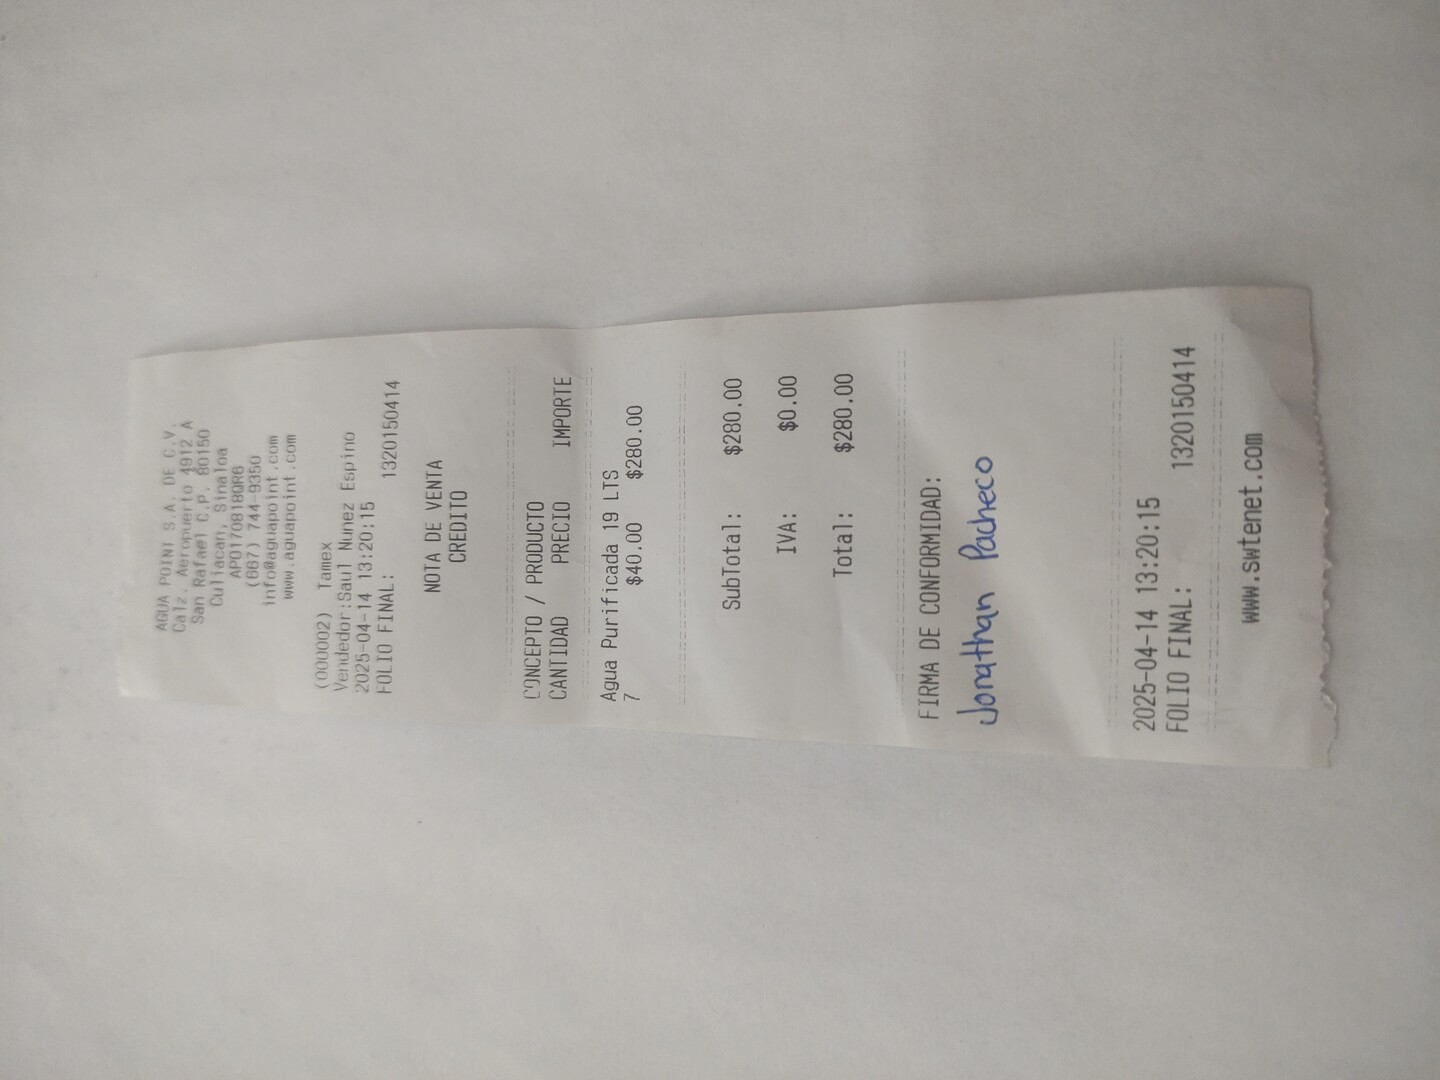 AGUA POINT S.A. DE C.V.
Calz. Aeropuerto 4912 A
San Rafael C.P. 80150
Culiacan, Sinaloa
APO170818QR6
(667) 744-9350
info@aguapoint.com
www.aguapoint.com
(000002) Tamex
Vendedor:Saul Nunez Espino
2025-04-14 13:20:15
FOLIO FINAL: 1320150414
NOTA DE VENTA
CREDITO
CONCEPTO / PRODUCTO
CANTIDAD PRECIO IMPORTE
Agua Purificada 19 LTS
7 $40.00 $280.00
SubTotal: $280.00
IVA: $0.00
Total: $280.00
FIRMA DE CONFORMIDAD:
Jonathan Pacheco
2025-04-14 13:20:15
FOLIO FINAL: 1320150414
www.swtenet.com